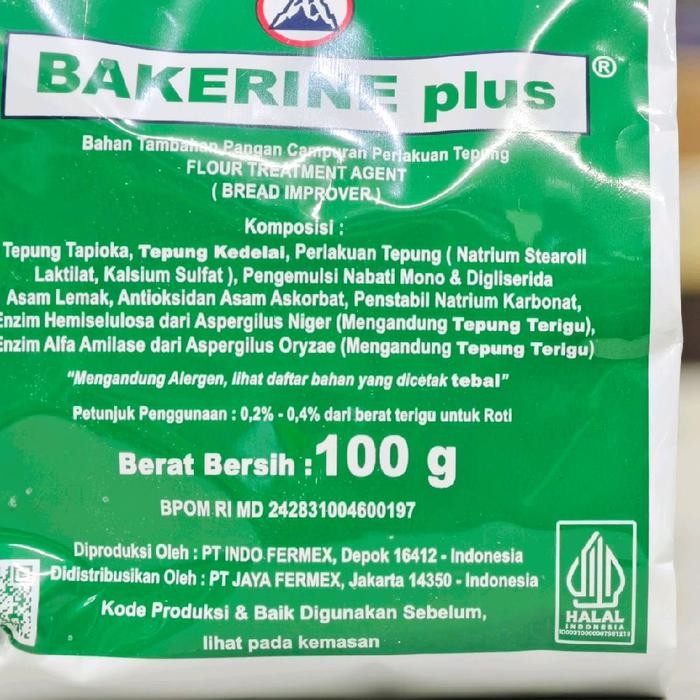 BAKERINE plus ®
Bahan Tambahan Pangan Campuran Perlakuan Tepung
FLOUR TREATMENT AGENT
( BREAD IMPROVER )
Komposisi :
Tepung Tapioka, Tepung Kedelai, Perlakuan Tepung ( Natrium Stearoil
Laktilat, Kalsium Sulfat ), Pengemulsi Nabati Mono & Digliserida
Asam Lemak, Antioksidan Asam Askorbat, Penstabil Natrium Karbonat,
Enzim Hemiselulosa dari Aspergilus Niger (Mengandung Tepung Terigu),
Enzim Alfa Amilase dari Aspergilus Oryzae (Mengandung Tepung Terigu)
"Mengandung Alergen, lihat daftar bahan yang dicetak tebal"
Petunjuk Penggunaan : 0,2% - 0,4% dari berat terigu untuk Roti
Berat Bersih : 100 g
BPOM RI MD 242831004600197
Diproduksi Oleh : PT INDO FERMEX, Depok 16412 - Indonesia
Didistribusikan Oleh : PT JAYA FERMEX, Jakarta 14350 - Indonesia
Kode Produksi & Baik Digunakan Sebelum,
lihat pada kemasan
HALAL
INDONESIA